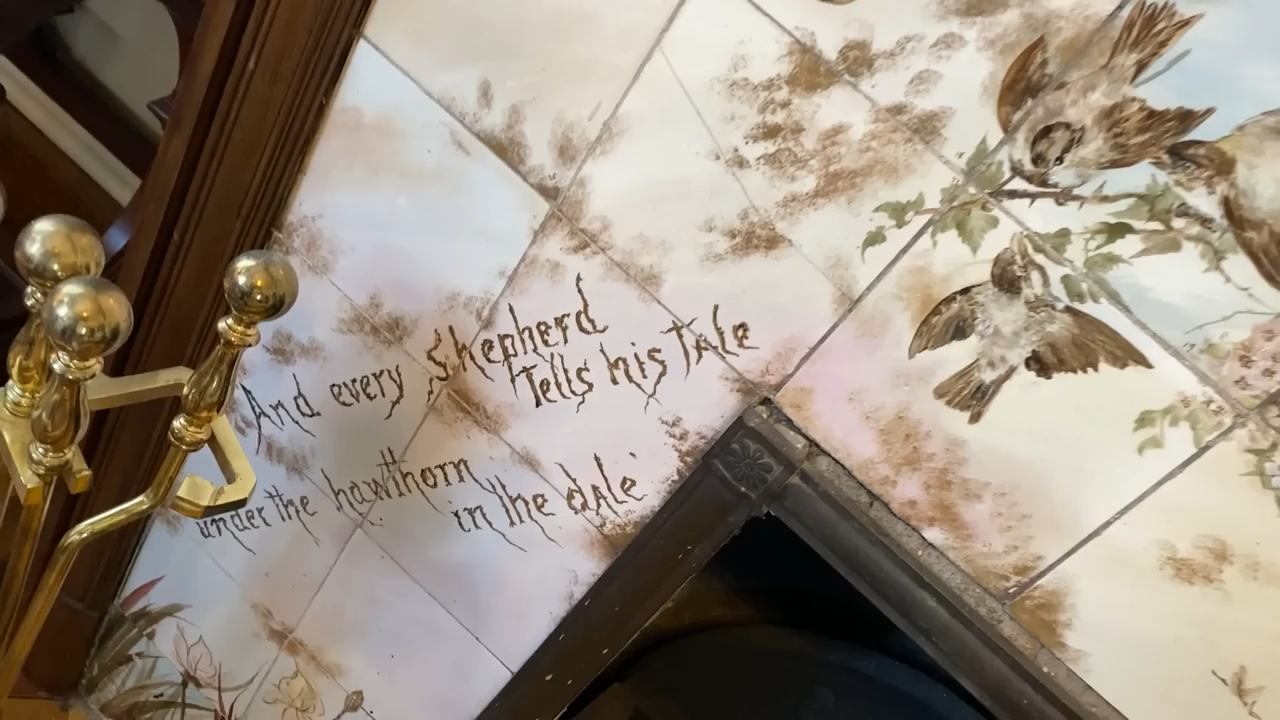 And every Shepherd
Tells his TAle
under the hawthorn
in the dAle